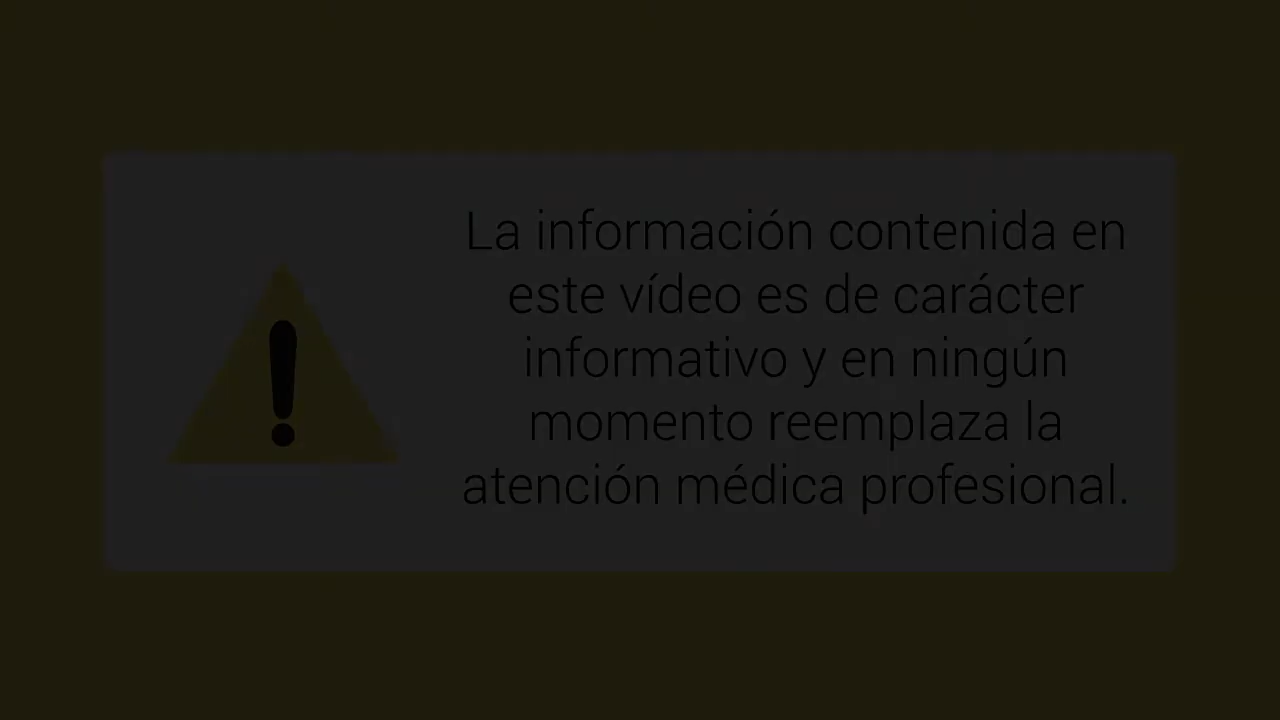 La información contenida en
este vídeo es de carácter
informativo y en ningún
momento reemplaza la
atención médica profesional.